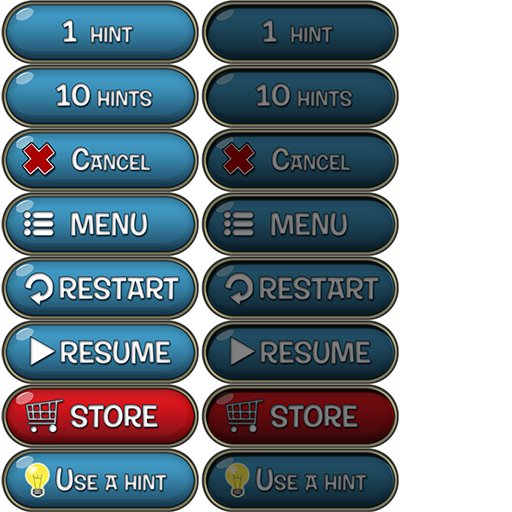 1 HINT 1 HINT
10 HINTS 10 HINTS
CANCEL CANCEL
MENU MENU
RESTART RESTART
RESUME RESUME
STORE STORE
USE A HINT USE A HINT